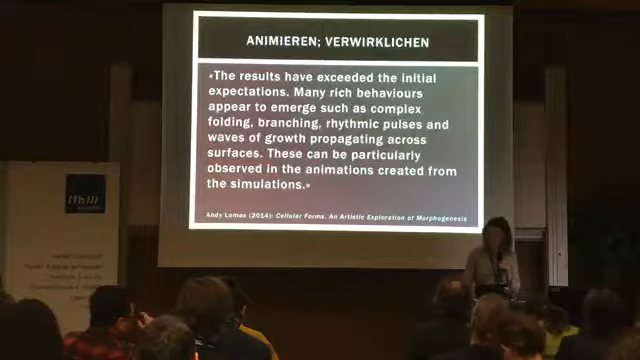 ANIMIEREN; VERWIRKLICHEN
«The results have exceeded the initial
expectations. Many rich behaviours
appear to emerge such as complex
folding, branching, rhythmic pulses and
waves of growth propagating across
surfaces. These can be particularly
observed in the animations created from
the simulations.»
Andy Lomas (2014): Cellular Forms. An Artistic Exploration of Morphogenesis